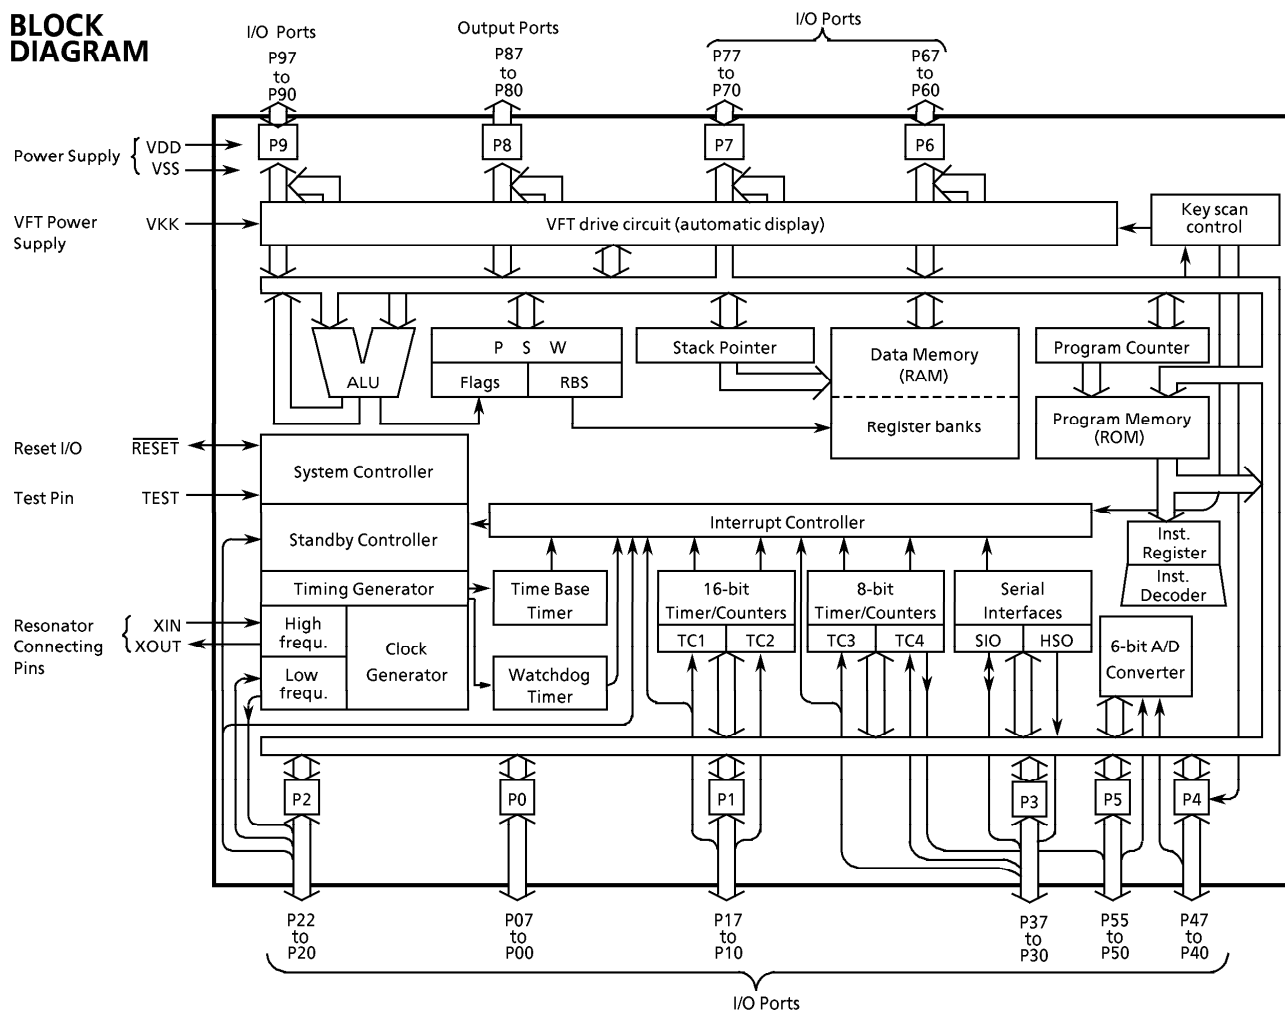 BLOCK
DIAGRAM
I/O Ports
Output Ports
I/O Ports
P97
to
P90
P87
to
P80
P77
to
P70
P67
to
P60
P9
P8
P7
P6
Power Supply
VDD
VSS
VFT Power
Supply
VKK
VFT drive circuit (automatic display)
Key scan
control
ALU
P S W
Flags
RBS
Stack Pointer
Data Memory
(RAM)
Register banks
Program Counter
Program Memory
(ROM)
Reset I/O
RESET
Test Pin
TEST
System Controller
Standby Controller
Interrupt Controller
Inst.
Register
Inst.
Decoder
Timing Generator
Time Base
Timer
16-bit
Timer/Counters
TC1
TC2
8-bit
Timer/Counters
TC3
TC4
Serial
Interfaces
SIO
HSO
6-bit A/D
Converter
Resonator
Connecting
Pins
XIN
XOUT
High
frequ.
Low
frequ.
Clock
Generator
Watchdog
Timer
P2
P0
P1
P3
P5
P4
P22
to
P20
P07
to
P00
P17
to
P10
P37
to
P30
P55
to
P50
P47
to
P40
I/O Ports